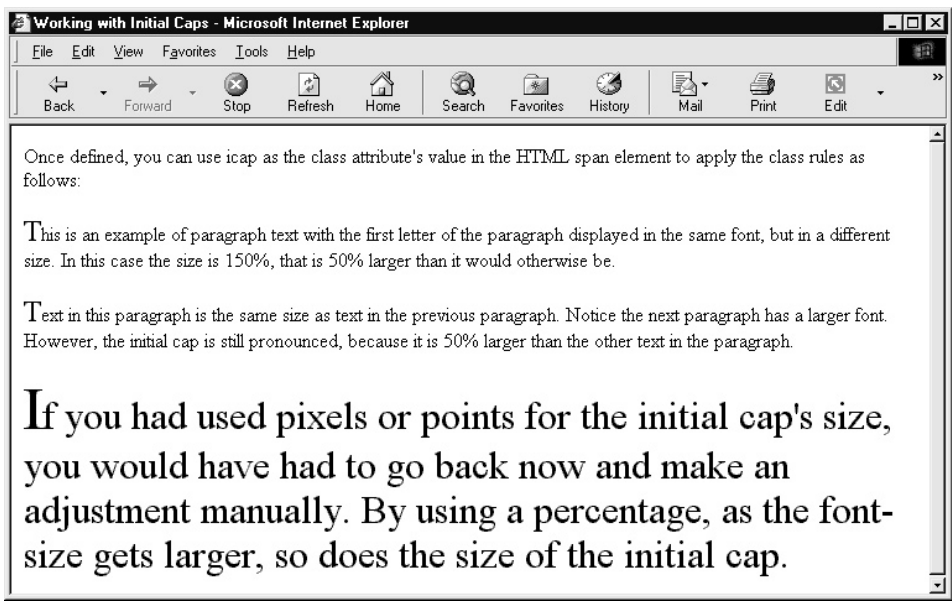 Working with Initial Caps - Microsoft Internet Explorer
File Edit View Favorites Tools Help
Back Forward Stop Refresh Home Search Favorites History Mail Print Edit »
Once defined, you can use icap as the class attribute's value in the HTML span element to apply the class rules as
follows:
This is an example of paragraph text with the first letter of the paragraph displayed in the same font, but in a different
size. In this case the size is 150%, that is 50% larger than it would otherwise be.
Text in this paragraph is the same size as text in the previous paragraph. Notice the next paragraph has a larger font.
However, the initial cap is still pronounced, because it is 50% larger than the other text in the paragraph.
If you had used pixels or points for the initial cap's size,
you would have had to go back now and make an
adjustment manually. By using a percentage, as the font-
size gets larger, so does the size of the initial cap.